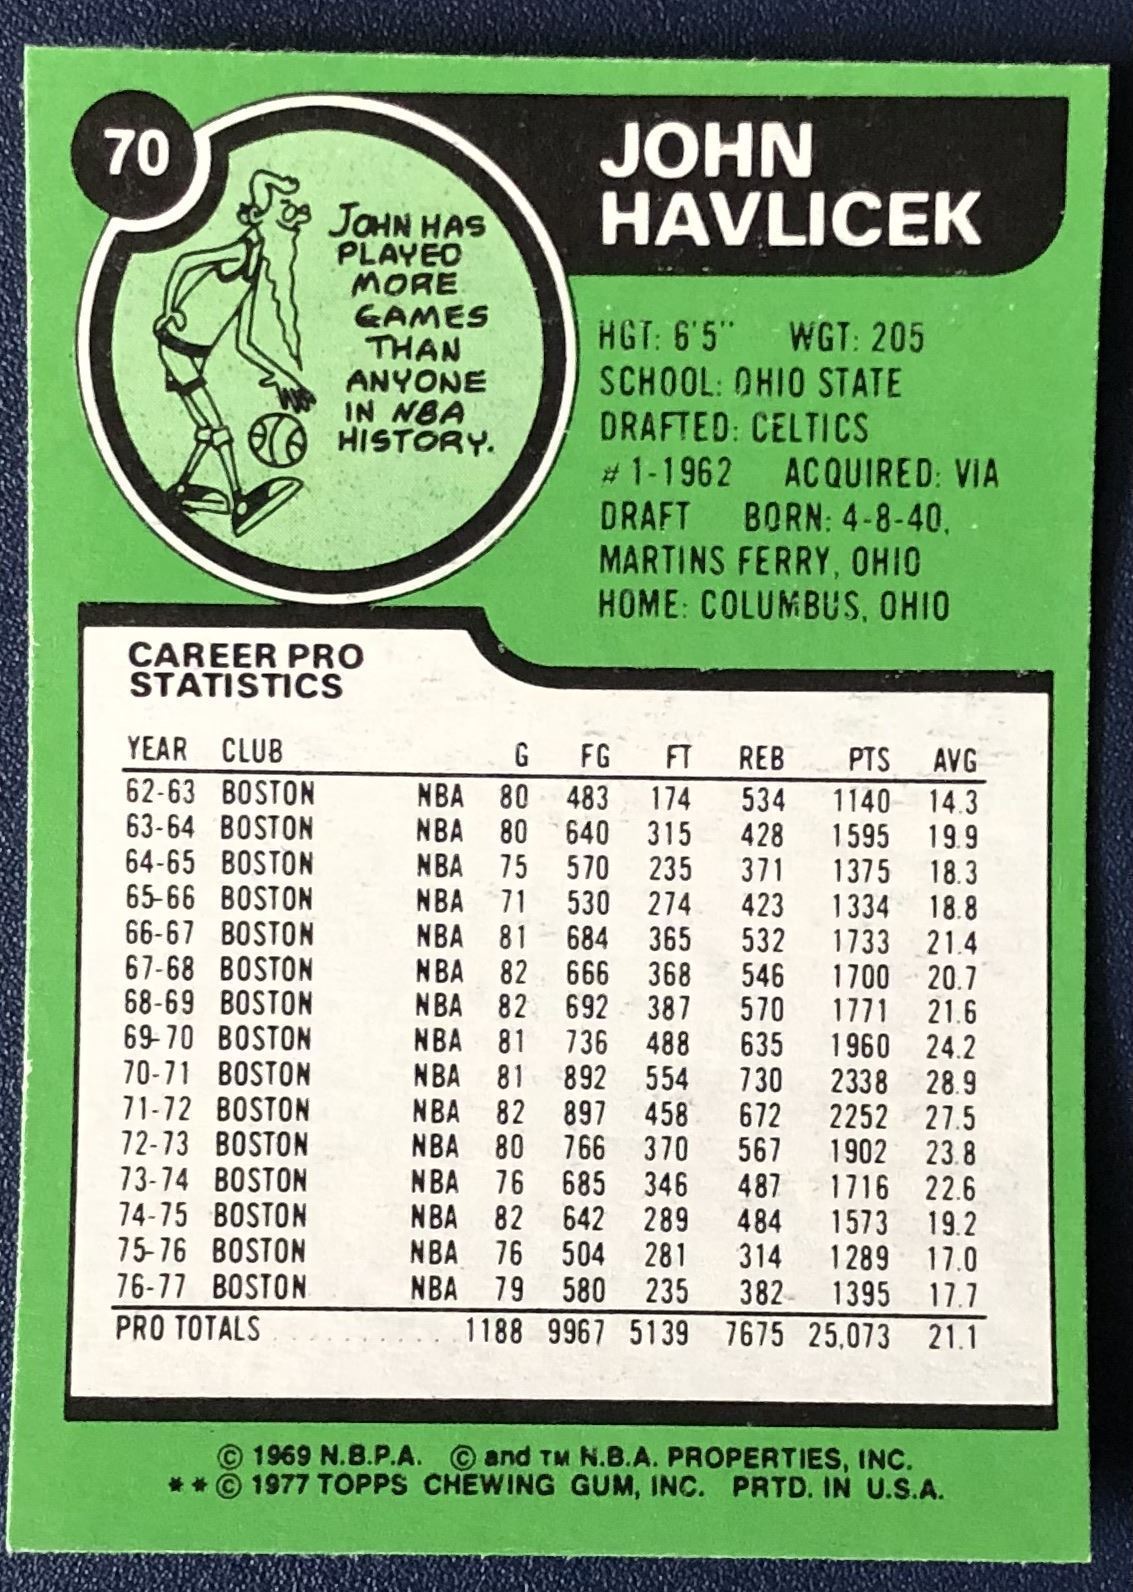 70
JOHN
HAVLICEK
JOHN HAS
PLAYED
MORE
GAMES
THAN
ANYONE
IN NBA
HISTORY.
HGT: 6'5" WGT: 205
SCHOOL: OHIO STATE
DRAFTED: CELTICS
#1-1962 ACQUIRED: VIA
DRAFT BORN: 4-8-40,
MARTINS FERRY, OHIO
HOME: COLUMBUS, OHIO
CAREER PRO
STATISTICS
YEAR CLUB G FG FT REB PTS AVG
62-63 BOSTON NBA 80 483 174 534 1140 14.3
63-64 BOSTON NBA 80 640 315 428 1595 19.9
64-65 BOSTON NBA 75 570 235 371 1375 18.3
65-66 BOSTON NBA 71 530 274 423 1334 18.8
66-67 BOSTON NBA 81 684 365 532 1733 21.4
67-68 BOSTON NBA 82 666 368 546 1700 20.7
68-69 BOSTON NBA 82 692 387 570 1771 21.6
69-70 BOSTON NBA 81 736 488 635 1960 24.2
70-71 BOSTON NBA 81 892 554 730 2338 28.9
71-72 BOSTON NBA 82 897 458 672 2252 27.5
72-73 BOSTON NBA 80 766 370 567 1902 23.8
73-74 BOSTON NBA 76 685 346 487 1716 22.6
74-75 BOSTON NBA 82 642 289 484 1573 19.2
75-76 BOSTON NBA 76 504 281 314 1289 17.0
76-77 BOSTON NBA 79 580 235 382 1395 17.7
PRO TOTALS . . . . . . . . . . . 1188 9967 5139 7675 25,073 21.1
© 1969 N.B.P.A. © and TM N.B.A. PROPERTIES, INC.
**© 1977 TOPPS CHEWING GUM, INC. PRTD. IN U.S.A.